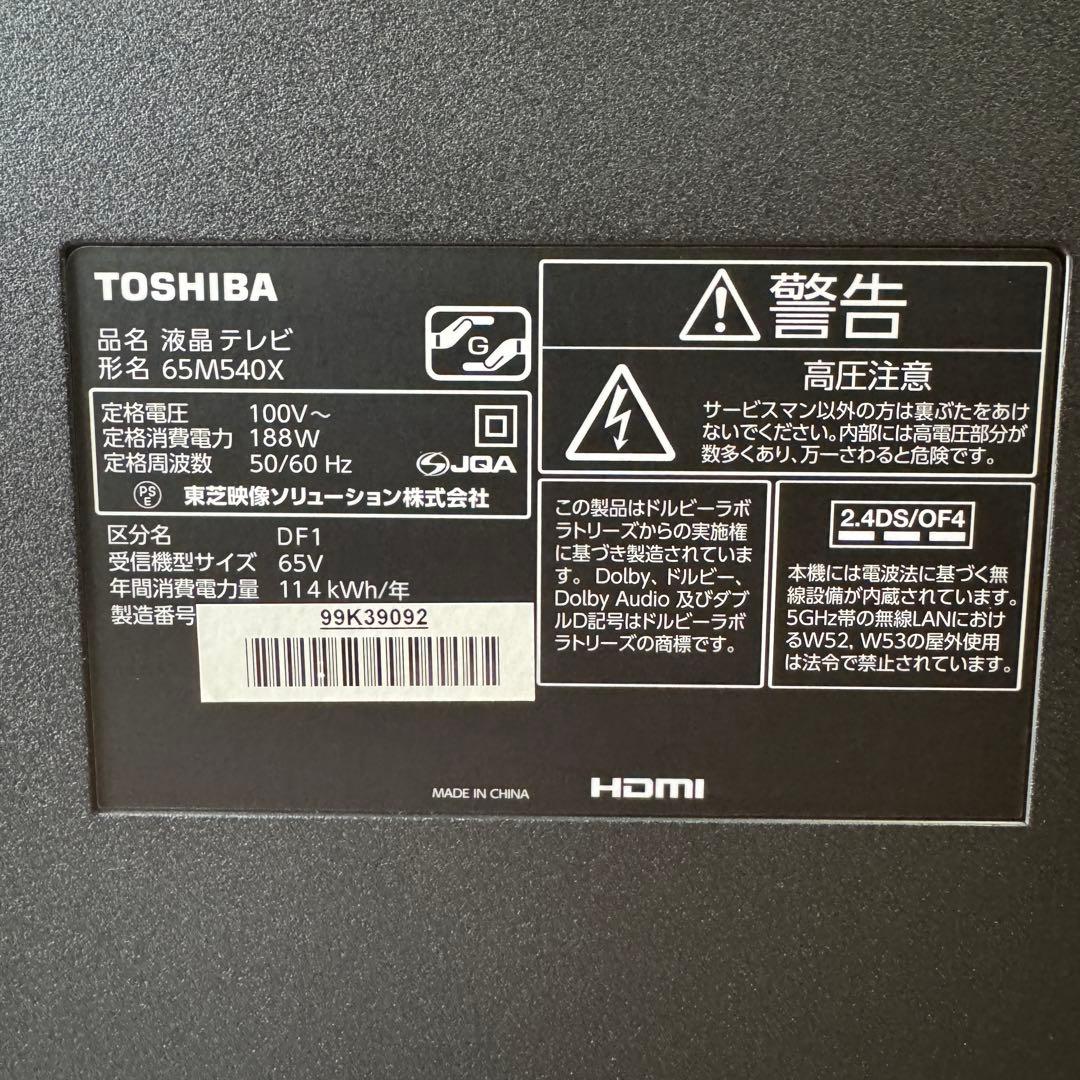 TOSHIBA
品名 液晶テレビ
形名 65M540X
G
定格電圧 100V～
定格消費電力 188W
定格周波数 50/60 Hz
JQA
PSE 東芝映像ソリューション株式会社
区分名 DF1
受信機型サイズ 65V
年間消費電力量 114 kWh/年
製造番号
99K39092
警告
高圧注意
サービスマン以外の方は裏ぶたをあけ
ないでください。内部には高電圧部分が
数多くあり、万一さわると危険です。
この製品はドルビーラボ
ラトリーズからの実施権
に基づき製造されていま
す。Dolby、ドルビー、
Dolby Audio 及びダブ
ルD記号はドルビーラボ
ラトリーズの商標です。
2.4DS/OF4
本機には電波法に基づく無
線設備が内蔵されています。
5GHz帯の無線LANにおけ
るW52, W53の屋外使用
は法令で禁止されています。
MADE IN CHINA
HDMI